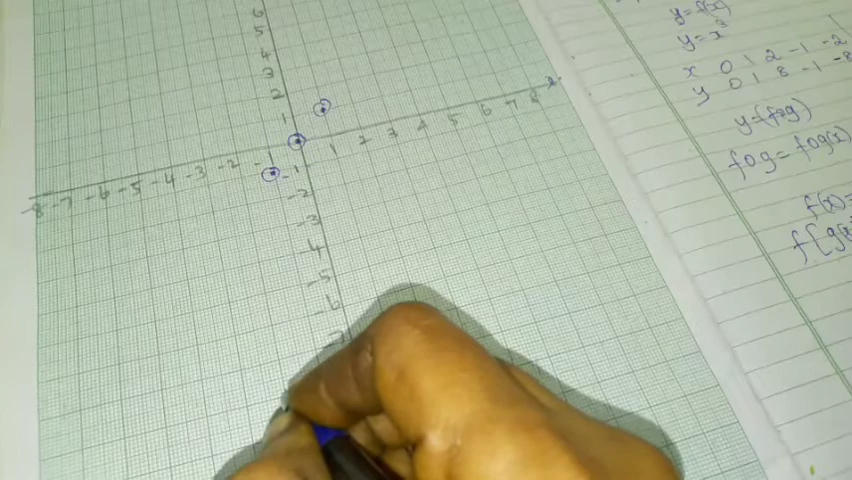 6
5
4
3
2
1
-8 -7 -6 -5 -4 -3 -2 -1 1 2 3 4 5 6 7 8 x
-1
-2
-3
-4
-5
-6
-7
y=f(x)
y=x³
x 0 1 2 -1 -2
y 0 1 8 -1 -8
y=(fog)
fog=fog(x)
f(x)=
f[g(x